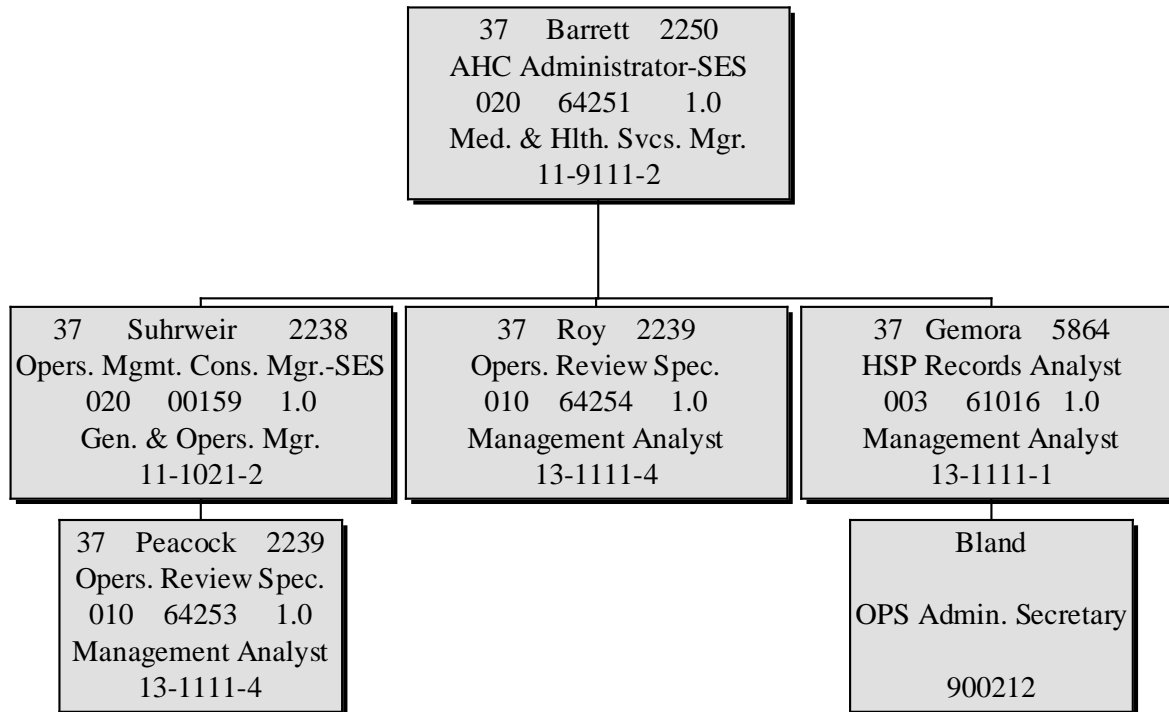 37 Barrett 2250
AHC Administrator-SES
020 64251 1.0
Med. & Hlth. Svcs. Mgr.
11-9111-2
37 Suhrweir 2238
Opers. Mgmt. Cons. Mgr.-SES
020 00159 1.0
Gen. & Opers. Mgr.
11-1021-2
37 Roy 2239
Opers. Review Spec.
010 64254 1.0
Management Analyst
13-1111-4
37 Gemora 5864
HSP Records Analyst
003 61016 1.0
Management Analyst
13-1111-1
37 Peacock 2239
Opers. Review Spec.
010 64253 1.0
Management Analyst
13-1111-4
Bland
OPS Admin. Secretary
900212